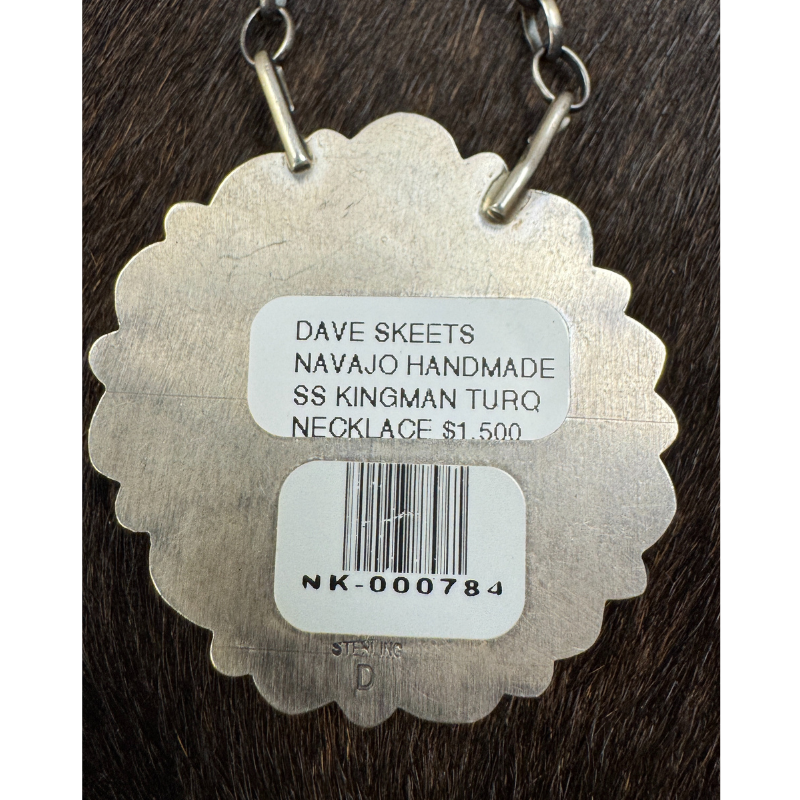 DAVE SKEETS
NAVAJO HANDMADE
SS KINGMAN TURQ
NECKLACE $1,500
NK-000784
STERLING
D